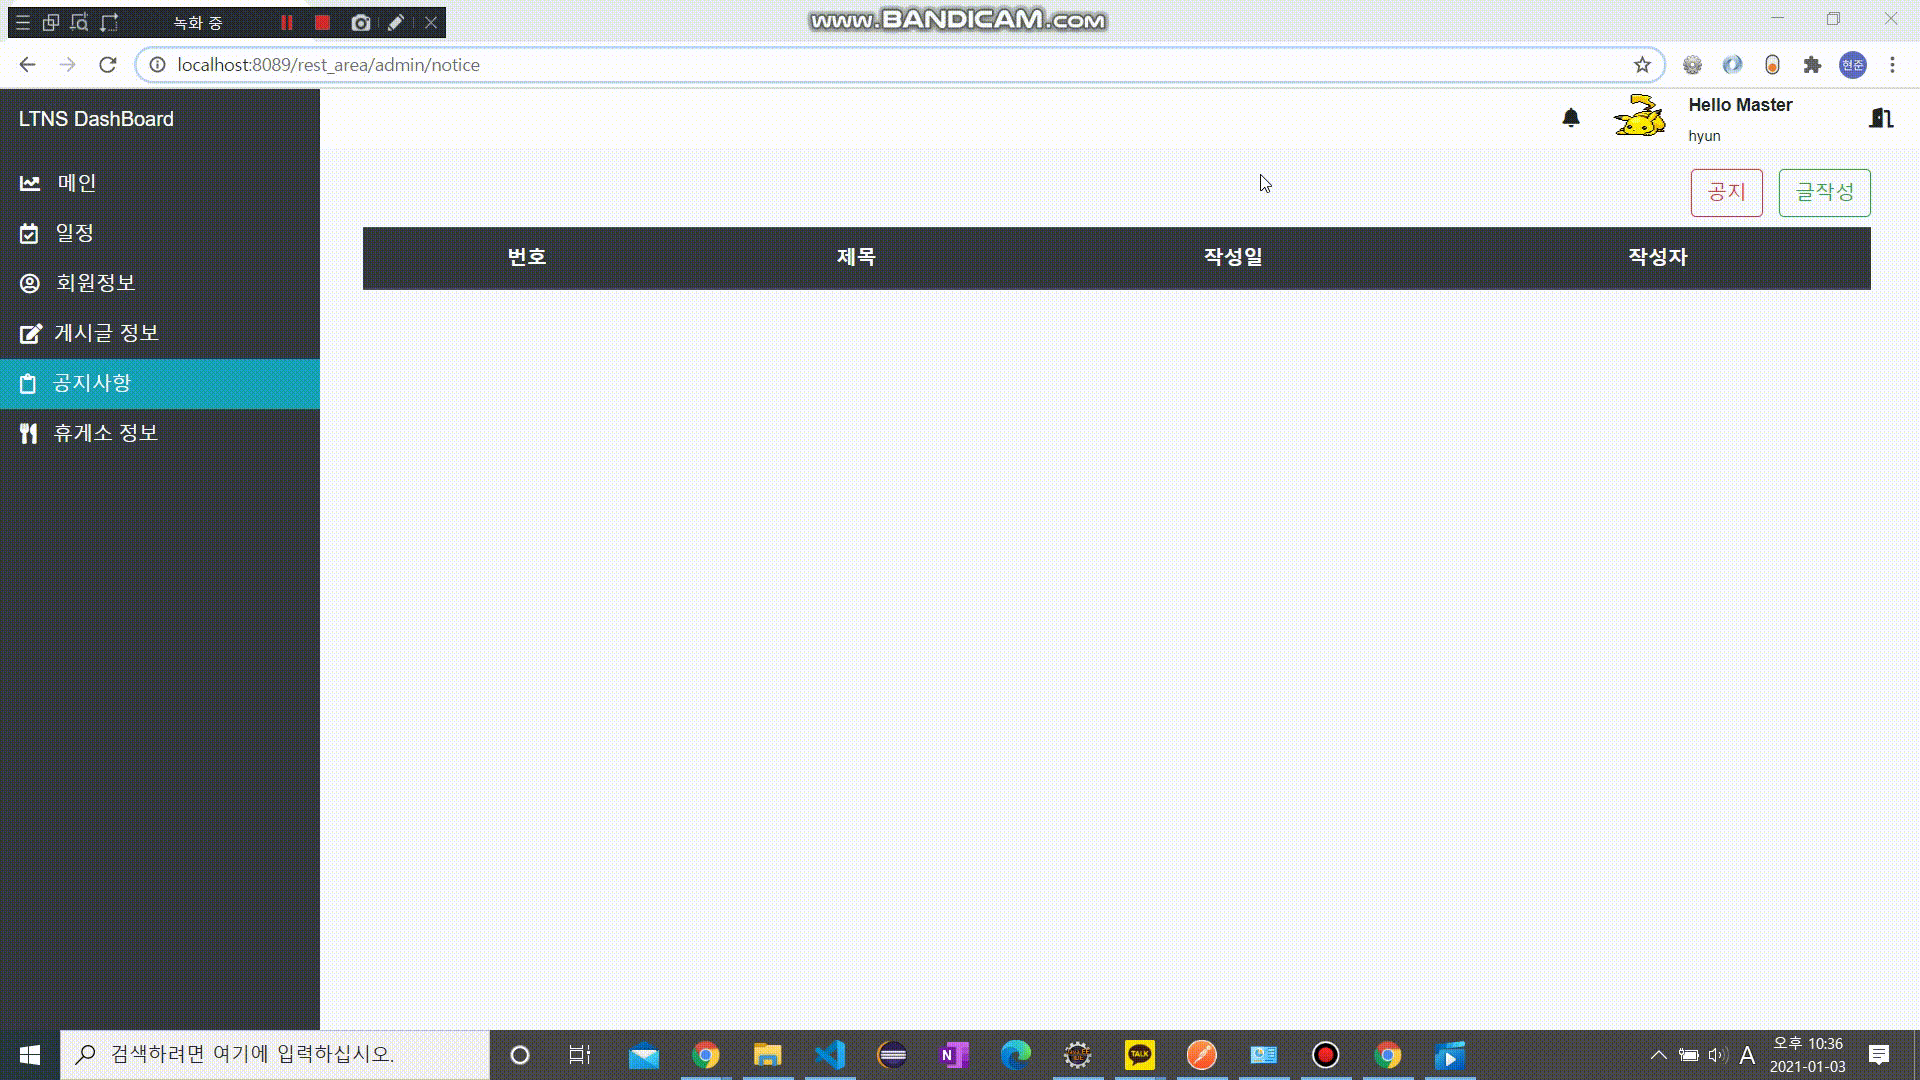 녹화 중
www.BANDICAM.com
localhost:8089/rest_area/admin/notice
현준
LTNS DashBoard
Hello Master
hyun
메인
일정
회원정보
게시글 정보
공지사항
휴게소 정보
공지
글작성
번호 제목 작성일 작성자
검색하려면 여기에 입력하십시오.
N
TALK
A
오후 10:36
2021-01-03